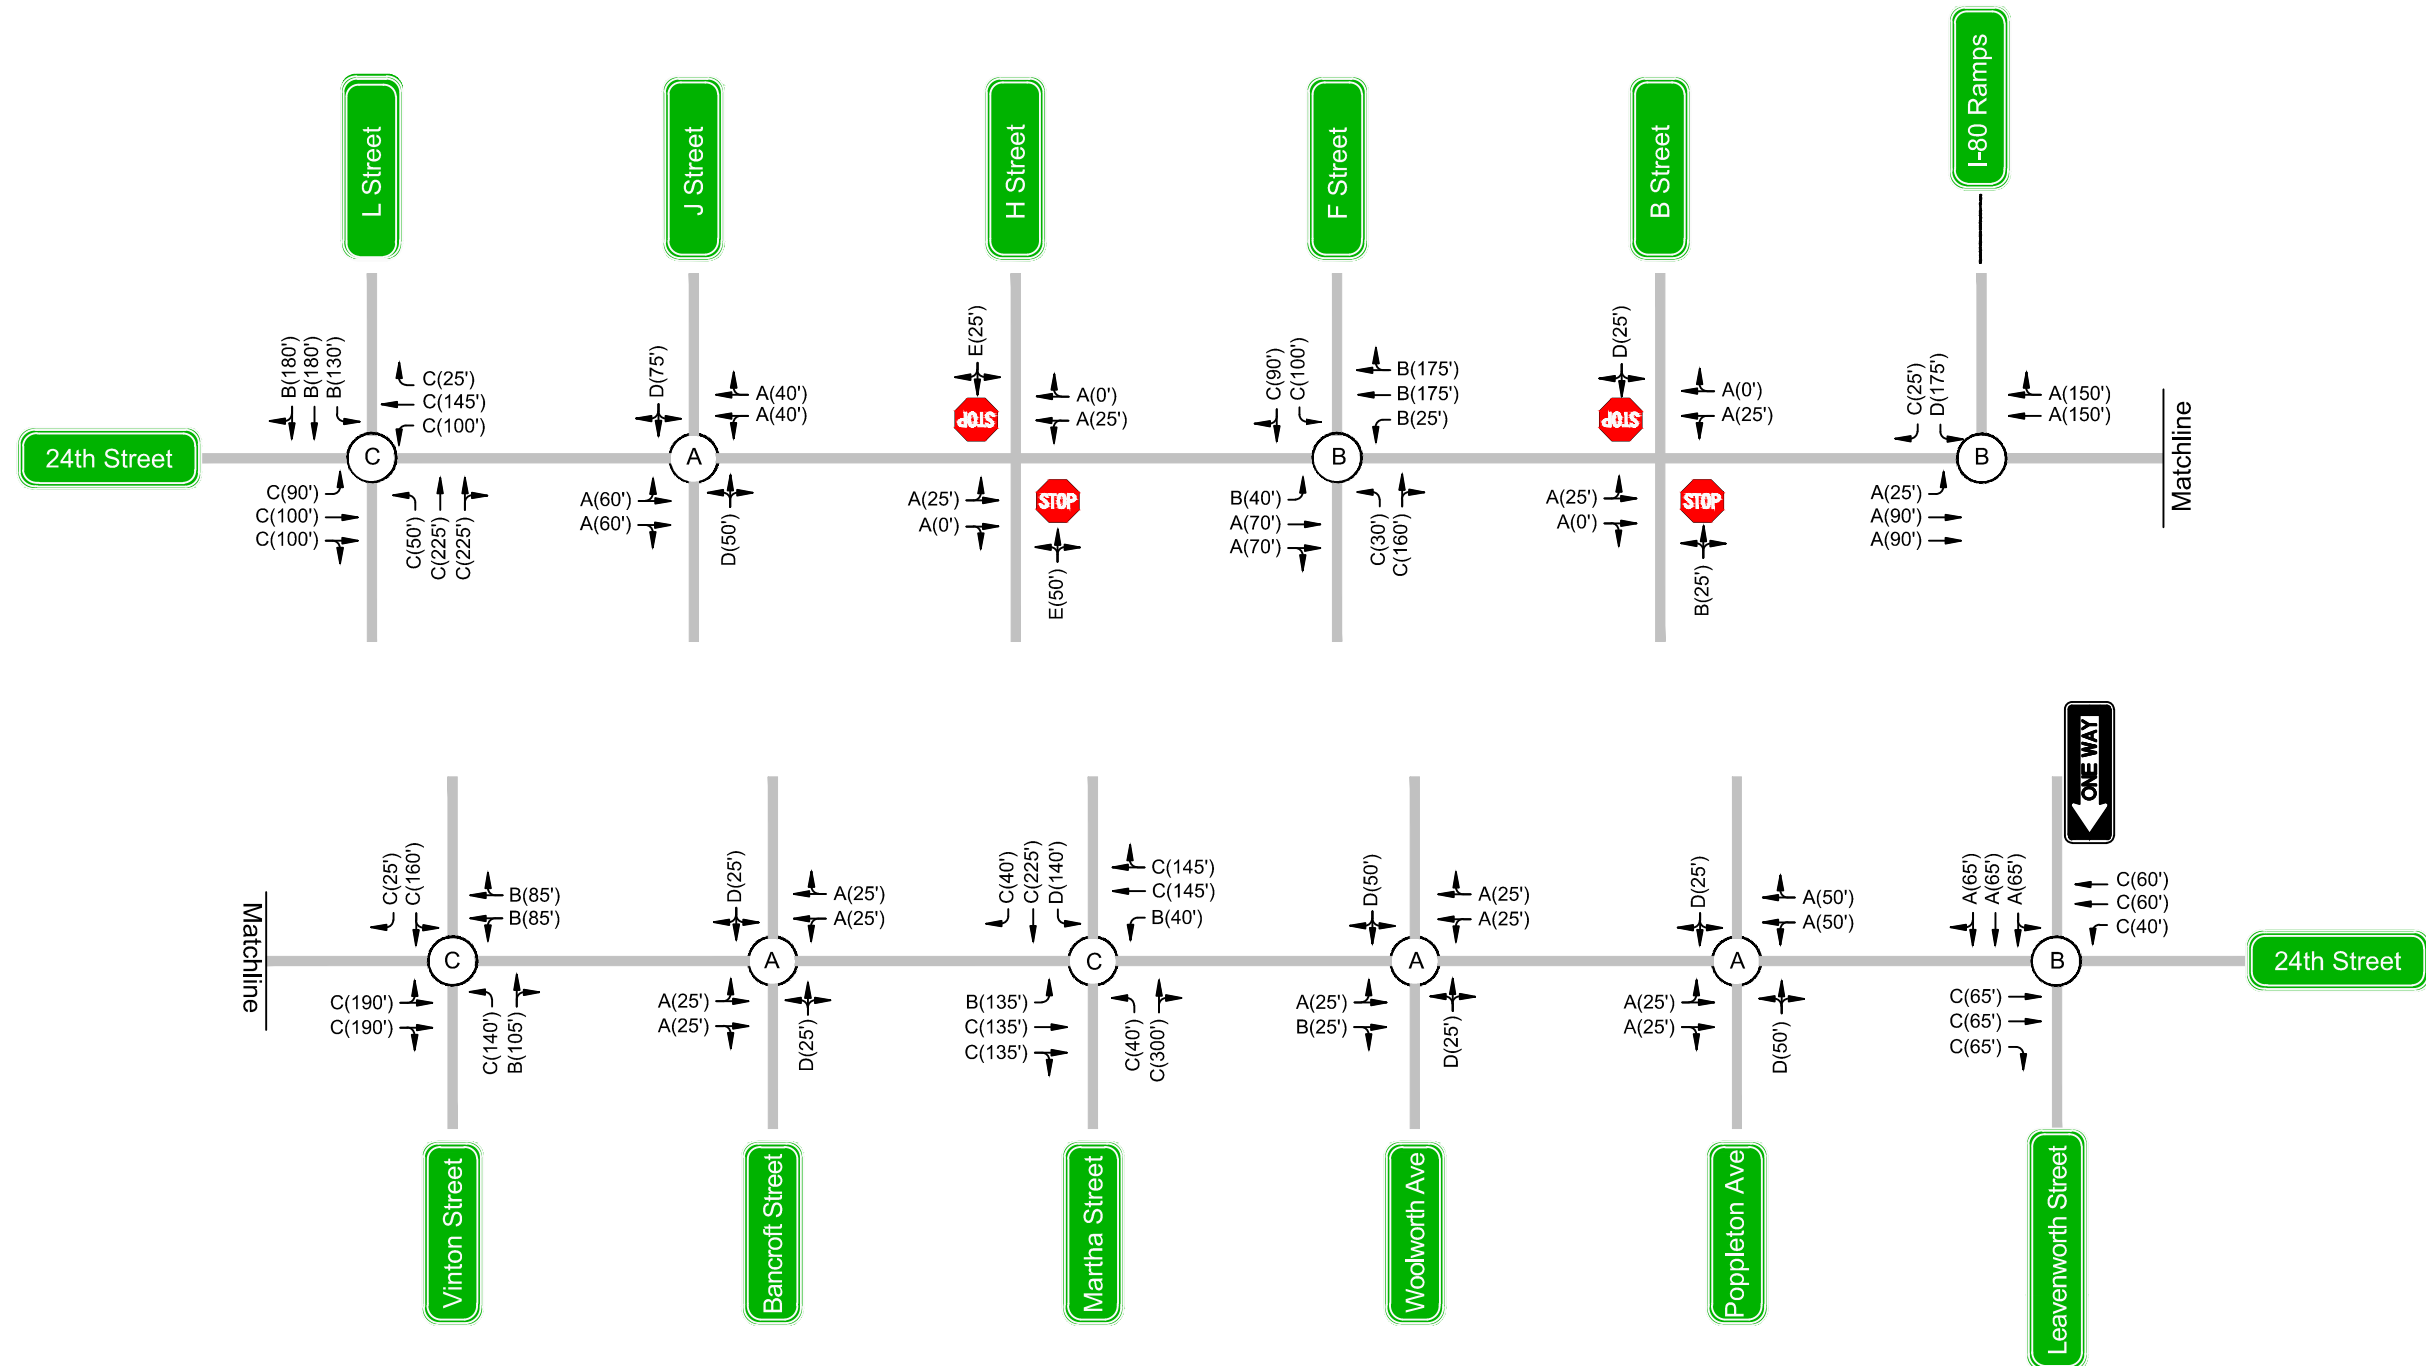 L Street
J Street
H Street
F Street
B Street
I-80 Ramps
B(180')
B(180')
B(130')
C(25')
C(145')
C(100')
D(75')
A(40')
A(40')
E(25')
STOP
A(0')
A(25')
C(90')
C(100')
B(175')
B(175')
B(25')
D(25')
STOP
A(0')
A(25')
C(25')
D(175')
A(150')
A(150')
24th Street
C
A
B
B
Matchline
C(90')
C(100')
C(100')
C(50')
C(225')
C(225')
A(60')
A(60')
D(50')
A(25')
A(0')
STOP
E(50')
B(40')
A(70')
A(70')
C(30')
C(160')
A(25')
A(0')
STOP
B(25')
A(25')
A(90')
A(90')
ONE WAY
C(25')
C(160')
B(85')
B(85')
D(25')
A(25')
A(25')
C(40')
C(225')
D(140')
C(145')
C(145')
B(40')
D(50')
A(25')
A(25')
D(25')
A(50')
A(50')
A(65')
A(65')
A(65')
C(60')
C(60')
C(40')
Matchline
C
A
C
A
A
B
24th Street
C(190')
C(190')
C(140')
B(105')
A(25')
A(25')
D(25')
B(135')
C(135')
C(135')
C(40')
C(300')
A(25')
B(25')
D(25')
A(25')
A(25')
D(50')
C(65')
C(65')
C(65')
Vinton Street
Bancroft Street
Martha Street
Woolworth Ave
Poppleton Ave
Leavenworth Street